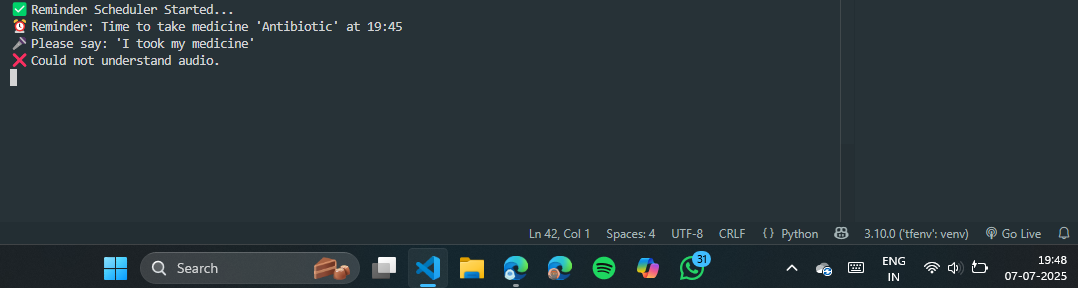 ✅ Reminder Scheduler Started...
⏰ Reminder: Time to take medicine 'Antibiotic' at 19:45
🎤 Please say: 'I took my medicine'
❌ Could not understand audio.
Ln 42, Col 1 Spaces: 4 UTF-8 CRLF {} Python 3.10.0 ('tfenv': venv) Go Live
Search 31 ENG 19:48
IN 07-07-2025